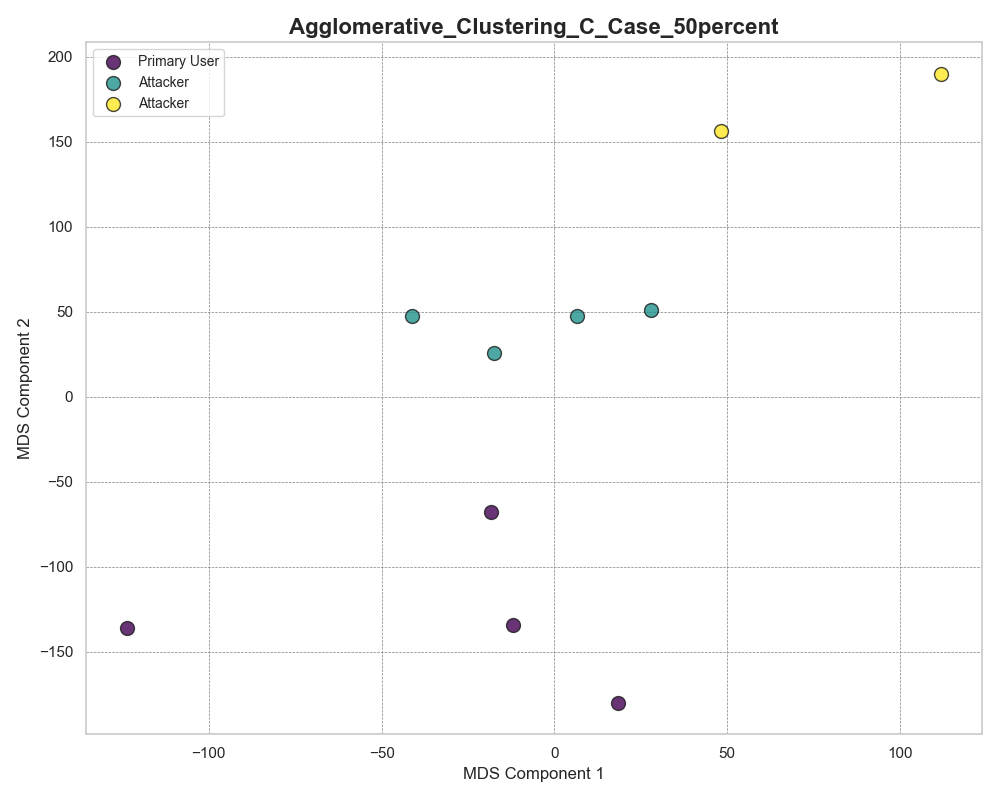 Agglomerative_Clustering_C_Case_50percent
Primary User
Attacker
Attacker
200
150
100
50
0
−50
−100
−150
MDS Component 2
−100 −50 0 50 100
MDS Component 1